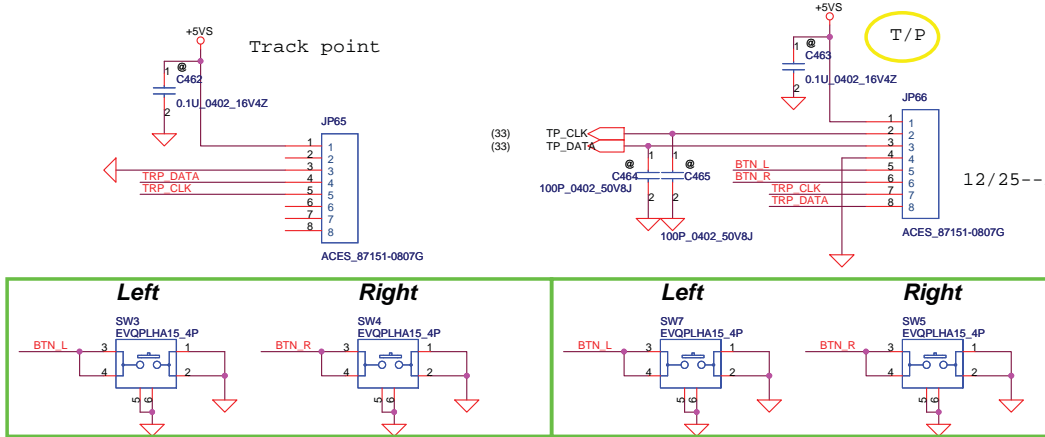 +5VS
Track point
1
@
C462
0.1U_0402_16V4Z
2
JP65
1 1
2 2
3 3
TRP_DATA 4 4
TRP_CLK 5 5
6 6
7 7
8 8
ACES_87151-0807G
+5VS
T/P
1
@
C463
0.1U_0402_16V4Z
2
JP66
1 1
(33) TP_CLK 2 2
(33) TP_DATA 3 3
4 4
BTN_L 5 5
BTN_R 6 6
TRP_CLK 7 7
TRP_DATA 8 8
12/25--
ACES_87151-0807G
1 @ 1 @
C464 C465
100P_0402_50V8J
2 2
100P_0402_50V8J
Left
SW3
EVQPLHA15_4P
BTN_L 3 1
4 2
5 6
Right
SW4
EVQPLHA15_4P
BTN_R 3 1
4 2
5 6
Left
SW7
EVQPLHA15_4P
BTN_L 3 1
4 2
5 6
Right
SW5
EVQPLHA15_4P
BTN_R 3 1
4 2
5 6